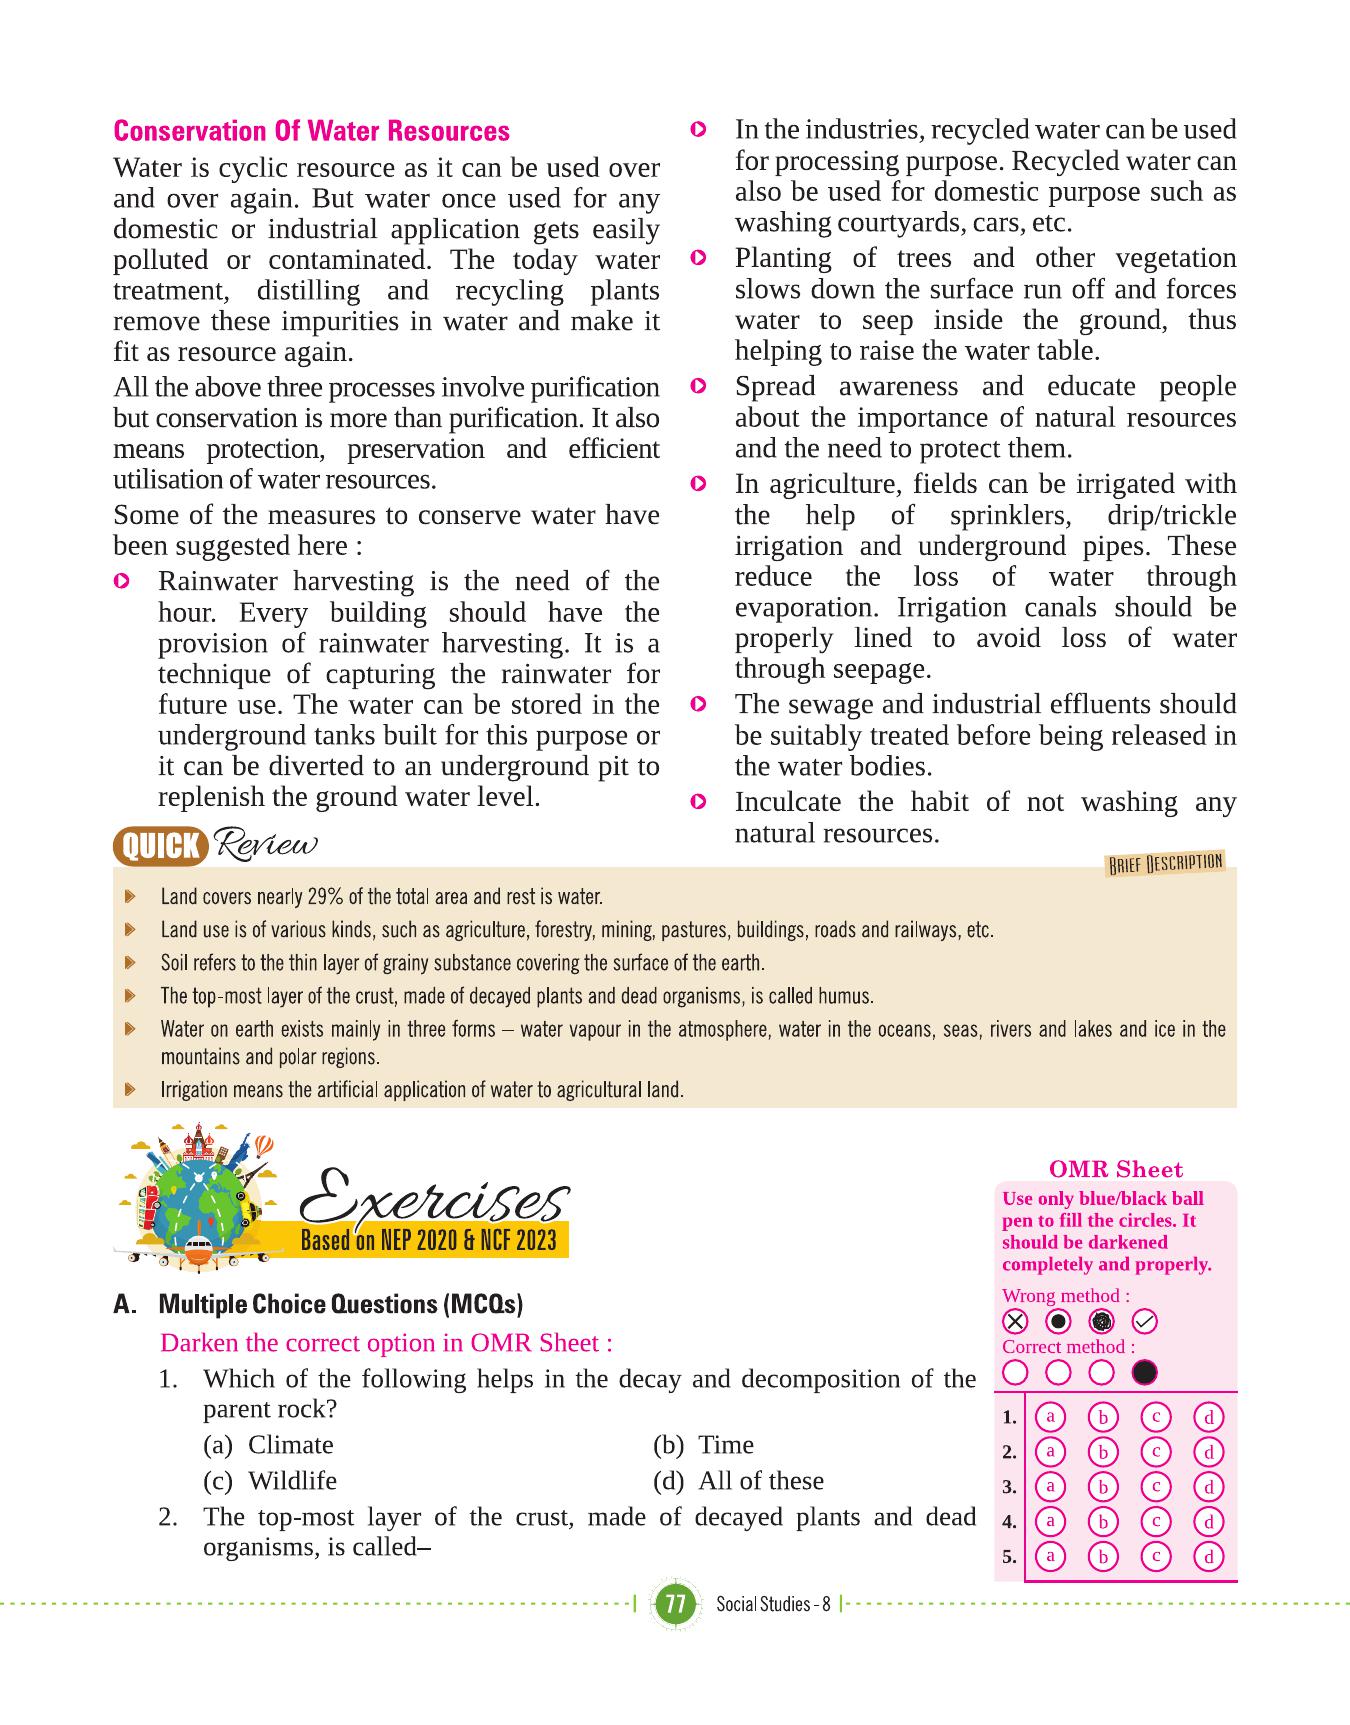 Conservation Of Water Resources
Water is cyclic resource as it can be used over
and over again. But water once used for any
domestic or industrial application gets easily
polluted or contaminated. The today water
treatment, distilling and recycling plants
remove these impurities in water and make it
fit as resource again.
All the above three processes involve purification
but conservation is more than purification. It also
means protection, preservation and efficient
utilisation of water resources.
Some of the measures to conserve water have
been suggested here :
Rainwater harvesting is the need of the
hour. Every building should have the
provision of rainwater harvesting. It is a
technique of capturing the rainwater for
future use. The water can be stored in the
underground tanks built for this purpose or
it can be diverted to an underground pit to
replenish the ground water level.
In the industries, recycled water can be used
for processing purpose. Recycled water can
also be used for domestic purpose such as
washing courtyards, cars, etc.
Planting of trees and other vegetation
slows down the surface run off and forces
water to seep inside the ground, thus
helping to raise the water table.
Spread awareness and educate people
about the importance of natural resources
and the need to protect them.
In agriculture, fields can be irrigated with
the help of sprinklers, drip/trickle
irrigation and underground pipes. These
reduce the loss of water through
evaporation. Irrigation canals should be
properly lined to avoid loss of water
through seepage.
The sewage and industrial effluents should
be suitably treated before being released in
the water bodies.
Inculcate the habit of not washing any
natural resources.
QUICK Review
BRIEF DESCRIPTION
Land covers nearly 29% of the total area and rest is water.
Land use is of various kinds, such as agriculture, forestry, mining, pastures, buildings, roads and railways, etc.
Soil refers to the thin layer of grainy substance covering the surface of the earth.
The top-most layer of the crust, made of decayed plants and dead organisms, is called humus.
Water on earth exists mainly in three forms – water vapour in the atmosphere, water in the oceans, seas, rivers and lakes and ice in the
mountains and polar regions.
Irrigation means the artificial application of water to agricultural land.
Exercises
Based on NEP 2020 & NCF 2023
A. Multiple Choice Questions (MCQs)
Darken the correct option in OMR Sheet :
1. Which of the following helps in the decay and decomposition of the
parent rock?
(a) Climate (b) Time
(c) Wildlife (d) All of these
2. The top-most layer of the crust, made of decayed plants and dead
organisms, is called–
OMR Sheet
Use only blue/black ball
pen to fill the circles. It
should be darkened
completely and properly.
Wrong method :
Correct method :
1. a b c d
2. a b c d
3. a b c d
4. a b c d
5. a b c d
77 Social Studies - 8